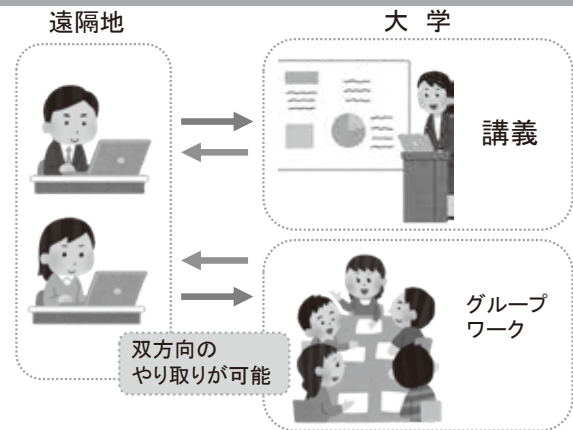 遠隔地
大 学
講義
グループ
ワーク
双方向の
やり取りが可能